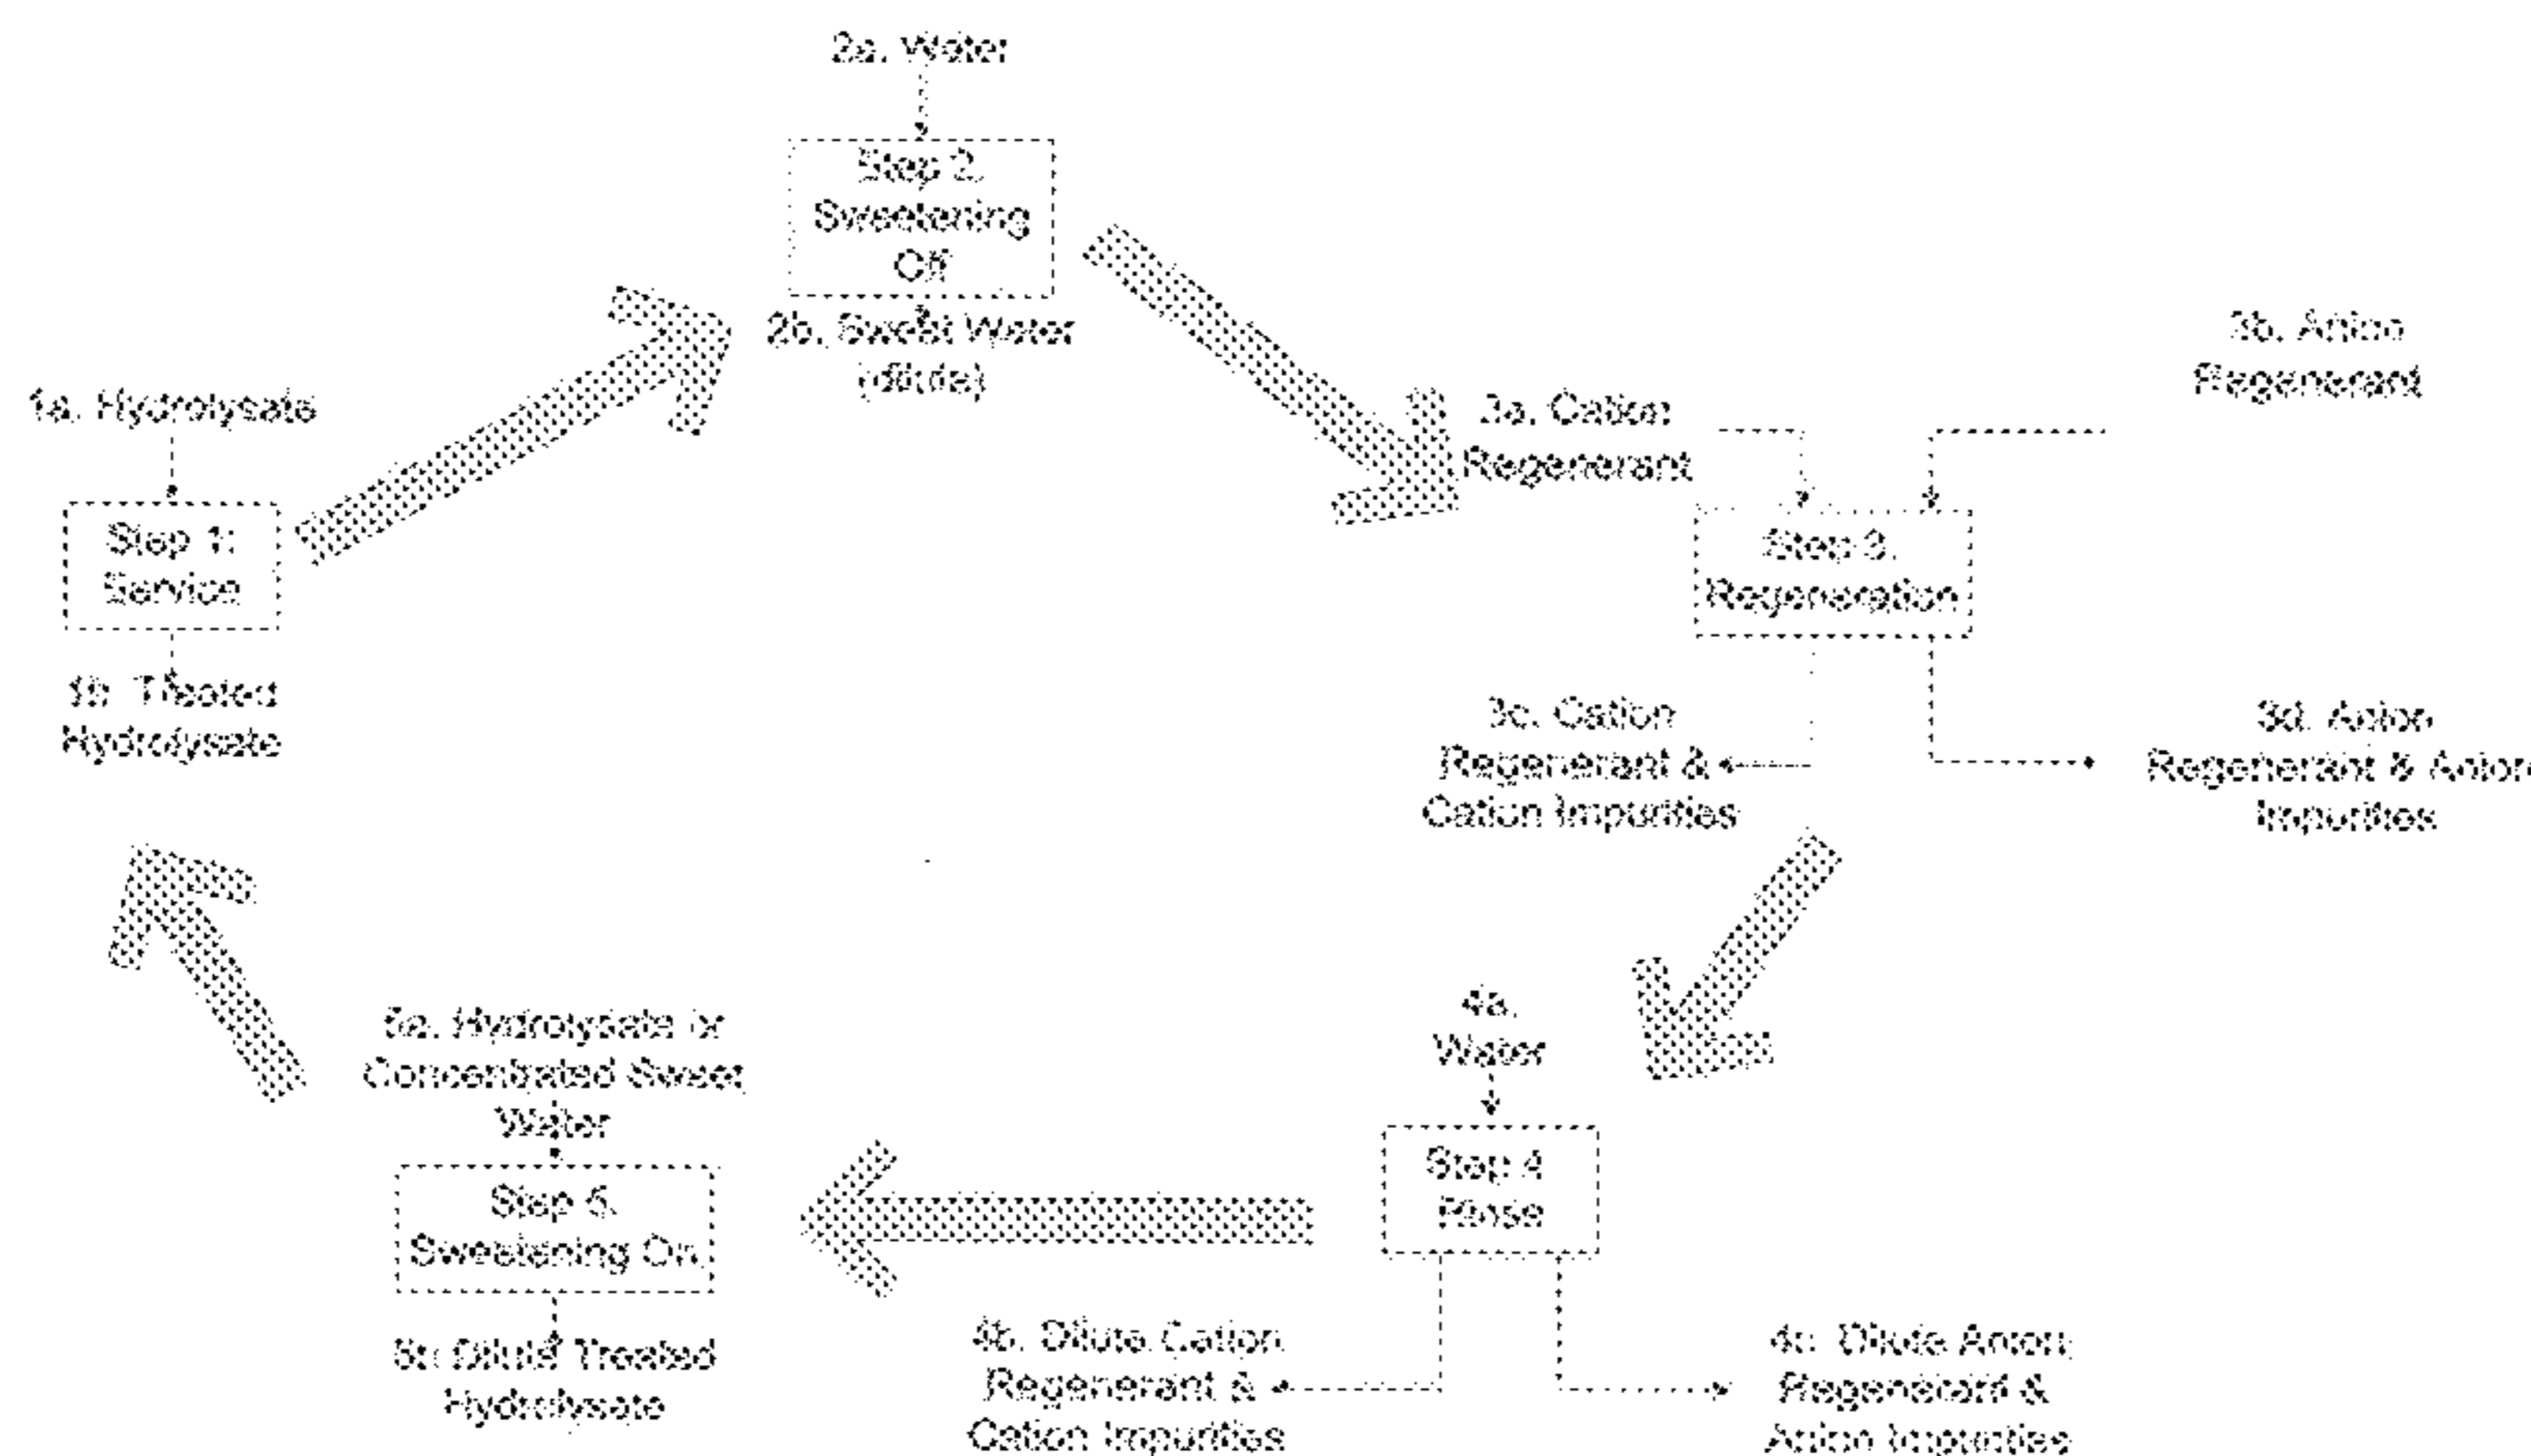 2a. Water
Step 2.
Sweetening
Off
2b. Sweet Water
(dilute)
1a. Hydrolysate
Step 1:
Service
1b. Treated
Hydrolysate
3a. Cation
Regenerant
3b. Anion
Regenerant
Step 3.
Regeneration
3c. Cation
Regenerant &
Cation Impurities
3d. Anion
Regenerant & Anion
Impurities
4a.
Water
Step 4
Rinse
4b. Dilute Cation
Regenerant &
Cation Impurities
4c. Dilute Anion
Regenerant &
Anion Impurities
5a. Hydrolysate or
Concentrated Sweet
Water
Step 5.
Sweetening On
5b. Dilute Treated
Hydrolysate